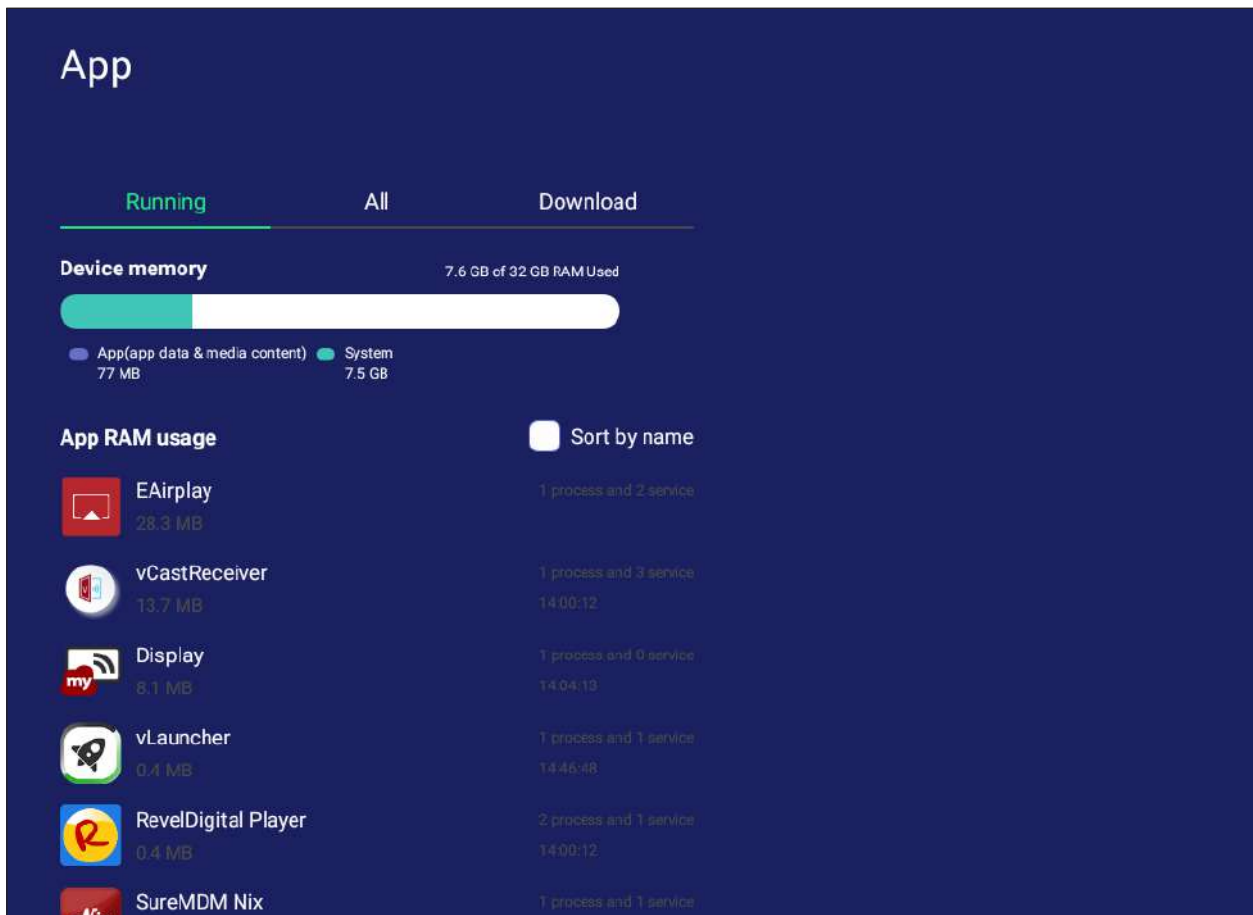 App
Running All Download
Device memory 7.6 GB of 32 GB RAM Used
App(app data & media content) System
77 MB 7.5 GB
App RAM usage Sort by name
EAirplay 1 process and 2 service
28.3 MB
vCastReceiver 1 process and 3 service
13.7 MB 14:00:12
Display 1 process and 0 service
my 8.1 MB 14:04:13
vLauncher 1 process and 1 service
0.4 MB 14:46:48
RevelDigital Player 2 process and 1 service
R 0.4 MB 14:00:12
SureMDM Nix 1 process and 1 service